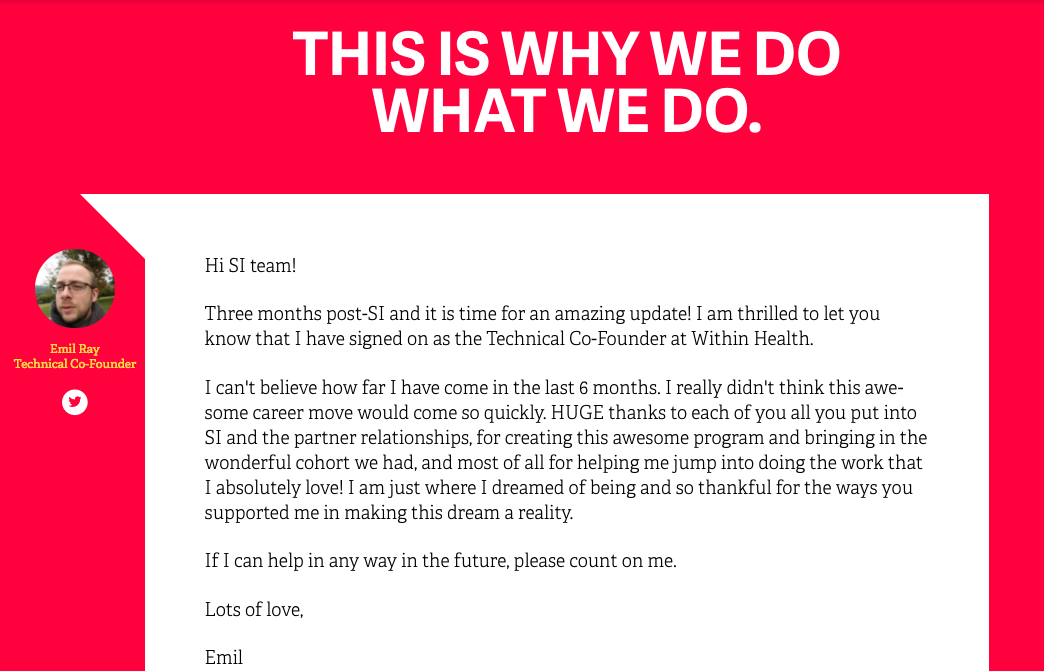 THIS IS WHY WE DO
WHAT WE DO.
Emil Ray
Technical Co-Founder
Hi SI team!
Three months post-SI and it is time for an amazing update! I am thrilled to let you
know that I have signed on as the Technical Co-Founder at Within Health.
I can't believe how far I have come in the last 6 months. I really didn't think this awe-
some career move would come so quickly. HUGE thanks to each of you all you put into
SI and the partner relationships, for creating this awesome program and bringing in the
wonderful cohort we had, and most of all for helping me jump into doing the work that
I absolutely love! I am just where I dreamed of being and so thankful for the ways you
supported me in making this dream a reality.
If I can help in any way in the future, please count on me.
Lots of love,
Emil